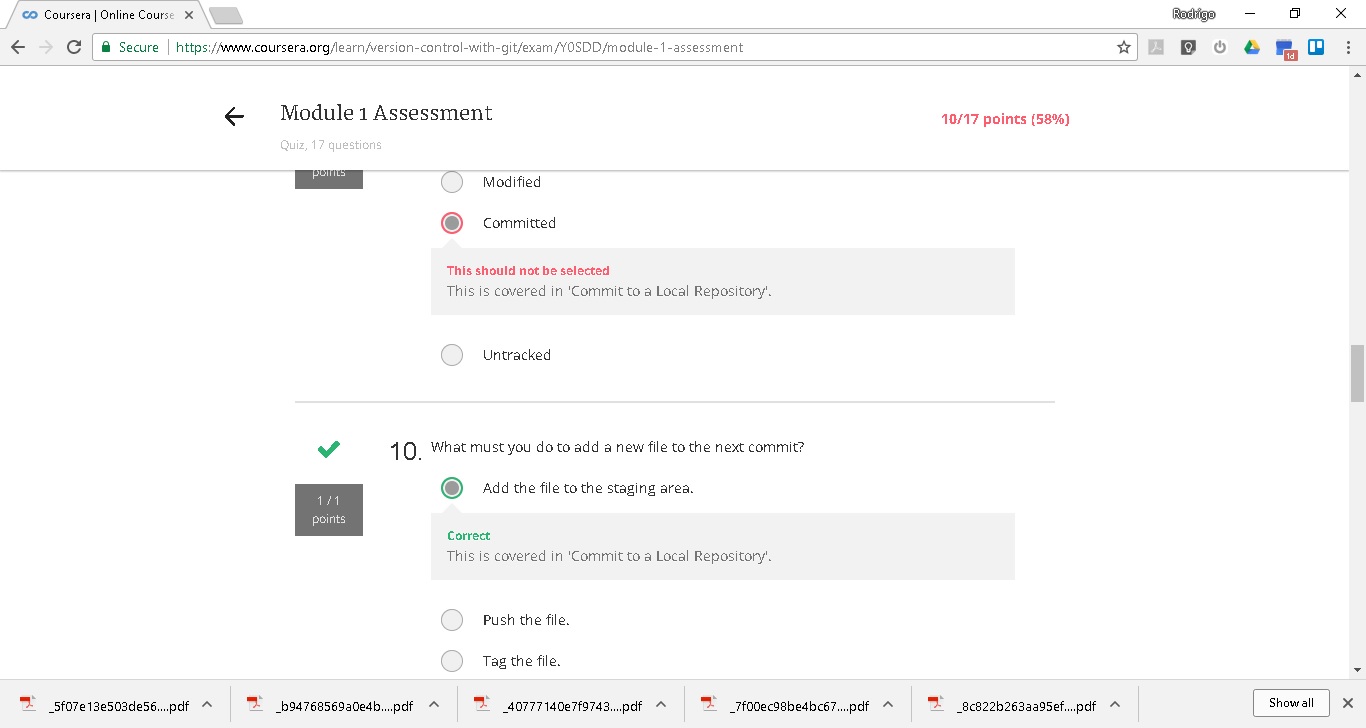 Coursera | Online Course
Rodrigo
Secure
https://www.coursera.org/learn/version-control-with-git/exam/Y0SDD/module-1-assessment
1d
Module 1 Assessment
10/17 points (58%)
Quiz, 17 questions
points
Modified
Committed
This should not be selected
This is covered in 'Commit to a Local Repository'.
Untracked
10. What must you do to add a new file to the next commit?
1 / 1
points
Add the file to the staging area.
Correct
This is covered in 'Commit to a Local Repository'.
Push the file.
Tag the file.
_5f07e13e503de56....pdf
_b94768569a0e4b....pdf
_40777140e7f9743....pdf
_7f00ec98be4bc67....pdf
_8c822b263aa95ef....pdf
Show all